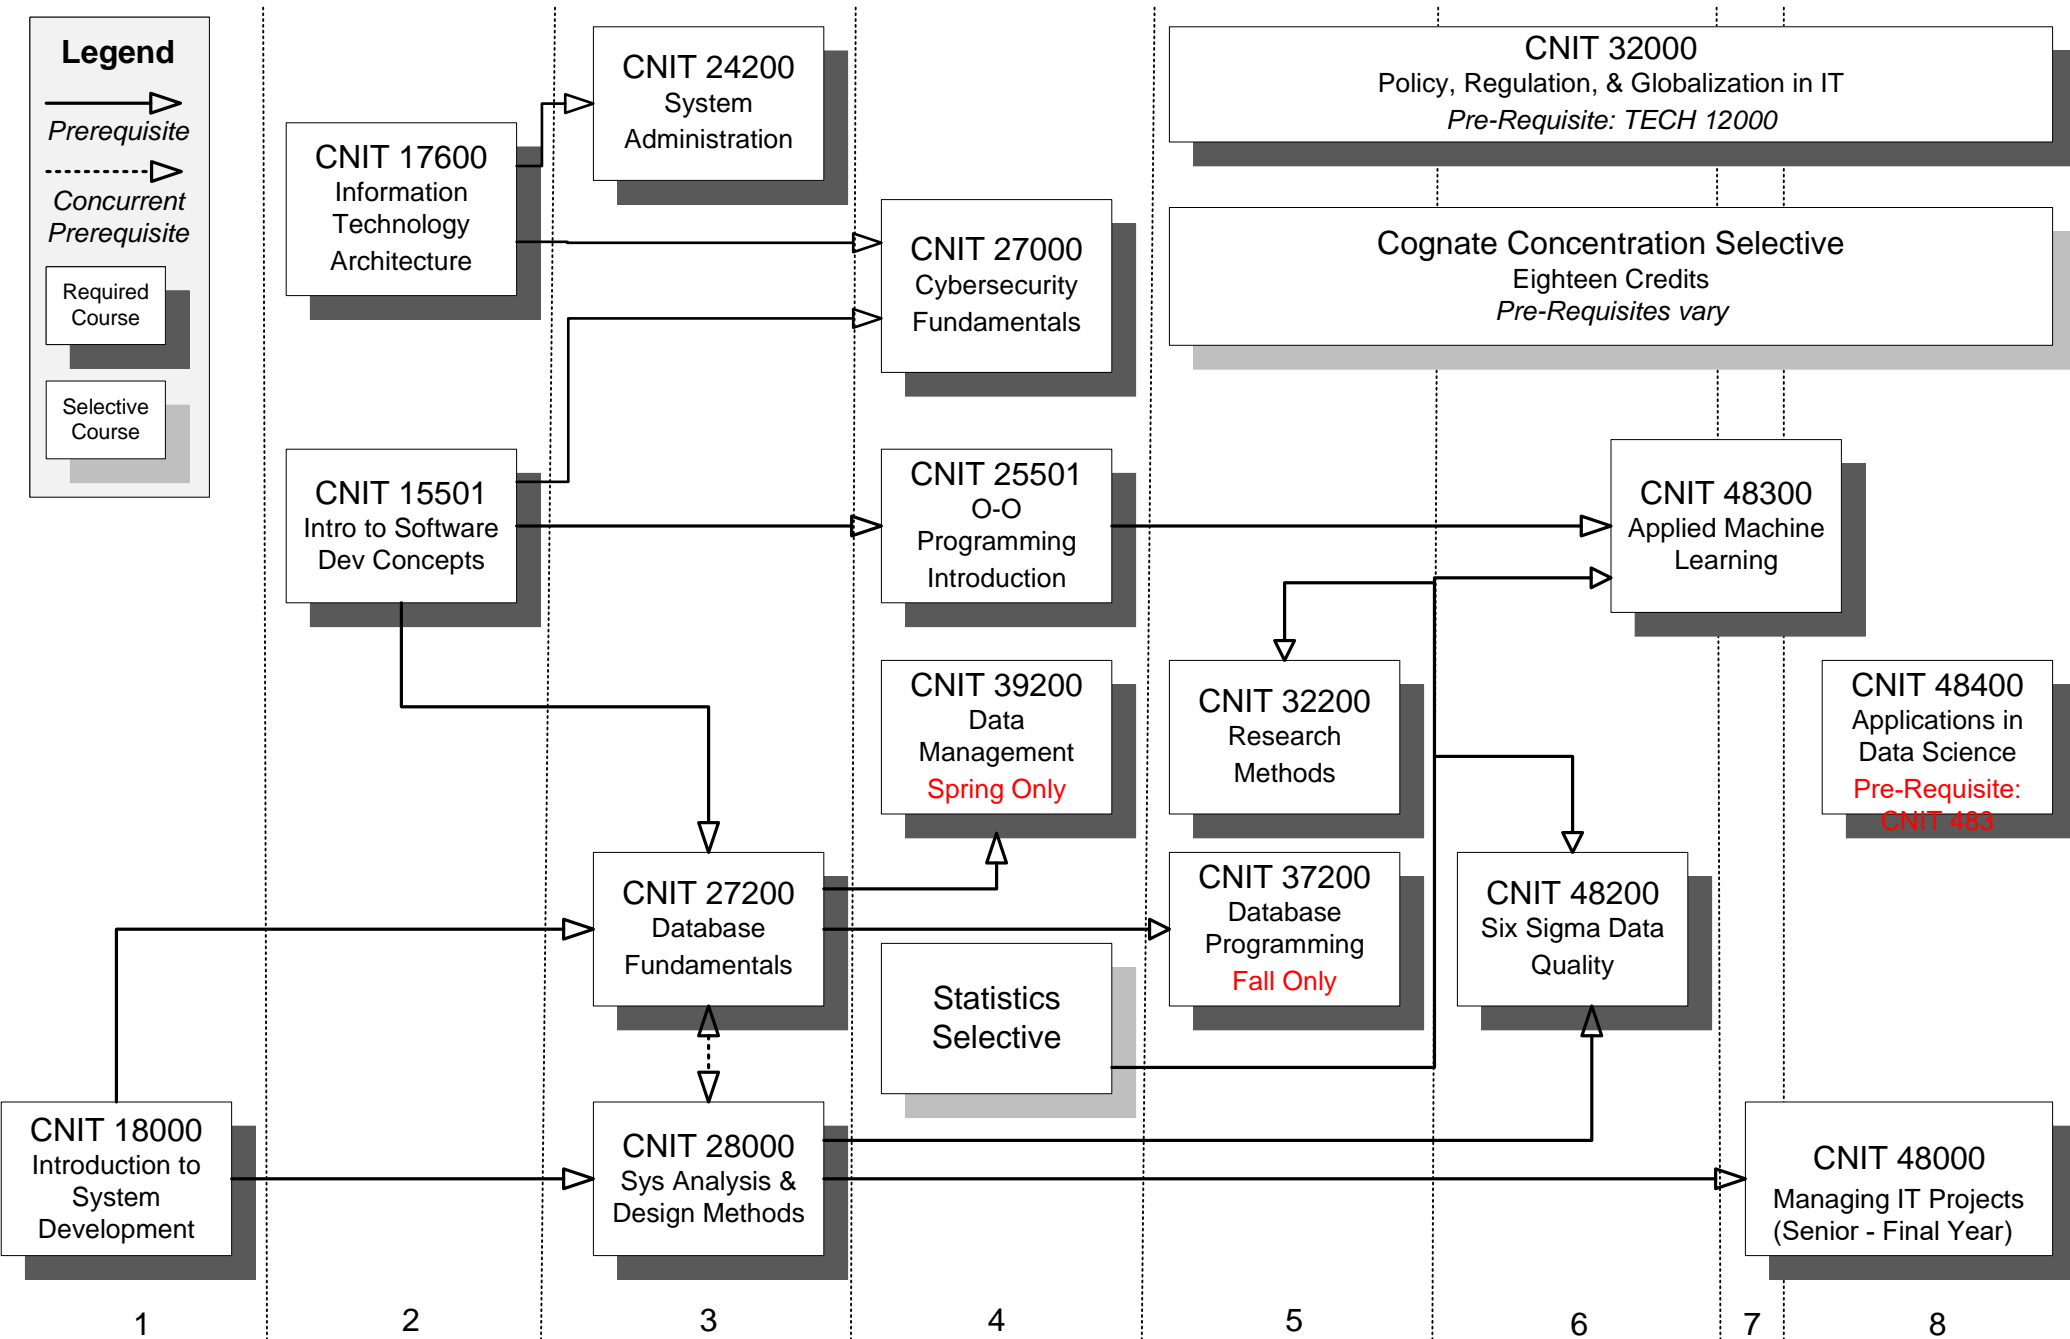 Legend
Prerequisite
Concurrent
Prerequisite
Required
Course
Selective
Course
CNIT 17600
Information
Technology
Architecture
CNIT 24200
System
Administration
CNIT 27000
Cybersecurity
Fundamentals
CNIT 32000
Policy, Regulation, & Globalization in IT
Pre-Requisite: TECH 12000
Cognate Concentration Selective
Eighteen Credits
Pre-Requisites vary
CNIT 15501
Intro to Software
Dev Concepts
CNIT 25501
O-O
Programming
Introduction
CNIT 48300
Applied Machine
Learning
CNIT 39200
Data
Management
Spring Only
CNIT 32200
Research
Methods
CNIT 48400
Applications in
Data Science
Pre-Requisite:
CNIT 483
CNIT 27200
Database
Fundamentals
CNIT 37200
Database
Programming
Fall Only
CNIT 48200
Six Sigma Data
Quality
Statistics
Selective
CNIT 18000
Introduction to
System
Development
CNIT 28000
Sys Analysis &
Design Methods
CNIT 48000
Managing IT Projects
(Senior - Final Year)
1 2 3 4 5 6 7 8